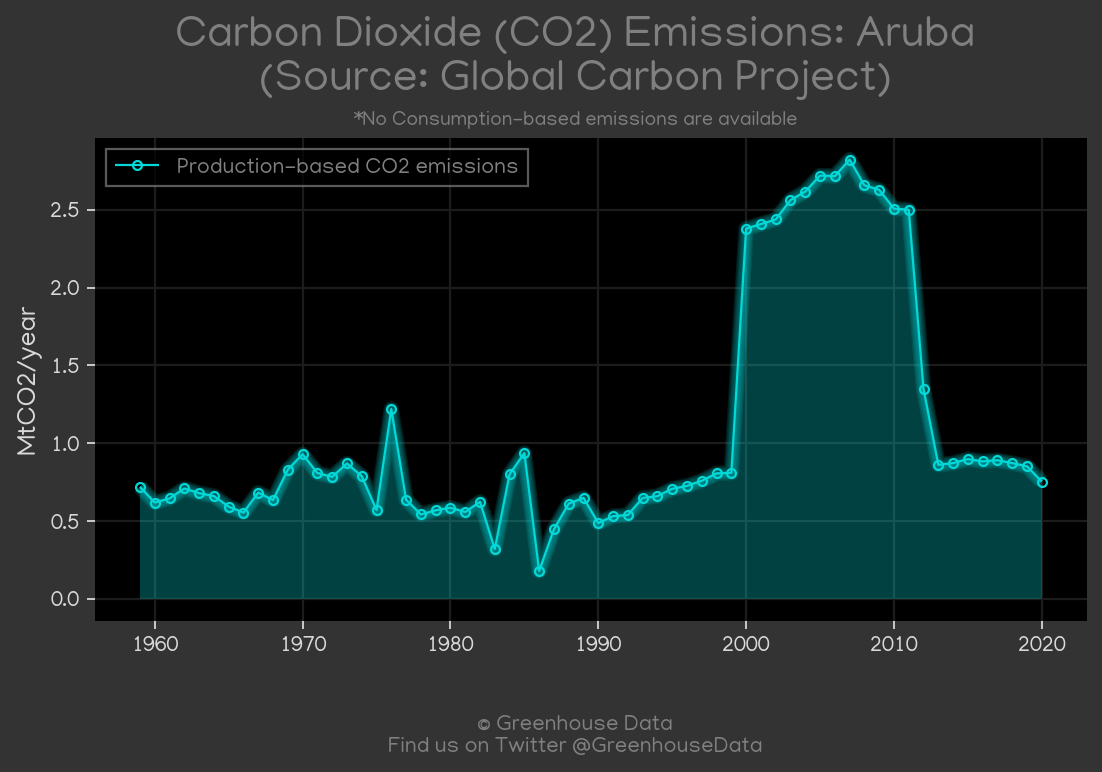 Carbon Dioxide (CO2) Emissions: Aruba
(Source: Global Carbon Project)
*No Consumption-based emissions are available
Production-based CO2 emissions
MtCO2/year
2.5
2.0
1.5
1.0
0.5
0.0
1960 1970 1980 1990 2000 2010 2020
© Greenhouse Data
Find us on Twitter @GreenhouseData